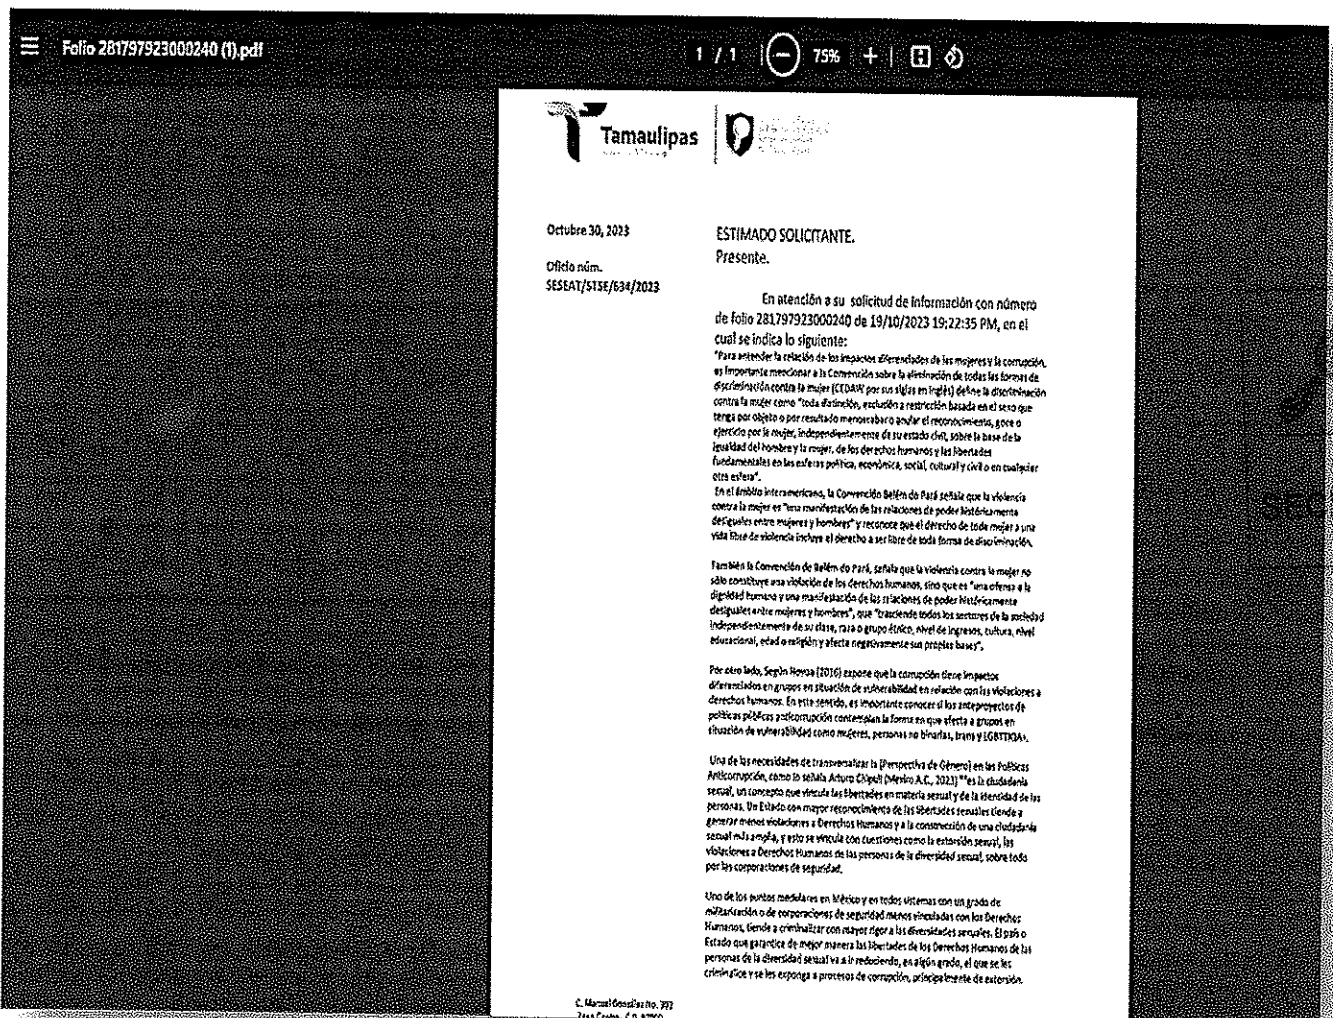 Folio 281797923000240 (1).pdf
1 / 1
75%
Tamaulipas
Octubre 30, 2023
Oficio núm.
SESEAT/STSE/634/2023
ESTIMADO SOLICITANTE.
Presente.
En atención a su solicitud de información con número
de folio 281797923000240 de 19/10/2023 19:22:35 PM, en el
cual se indica lo siguiente:
"Para entender la relación de los impactos diferenciados de las mujeres y la corrupción,
es importante mencionar a la Convención sobre la eliminación de todas las formas de
discriminación contra la mujer (CEDAW por sus siglas en inglés) define la discriminación
contra la mujer como "toda distinción, exclusión a restricción basada en el sexo que
tenga por objeto o por resultado menoscabar o anular el reconocimiento, goce o
ejercicio por la mujer, independientemente de su estado civil, sobre la base de la
igualdad del hombre y la mujer, de los derechos humanos y las libertades
fundamentales en las esferas política, económica, social, cultural y civil o en cualquier
otra esfera".
En el ámbito interamericano, la Convención Belém do Pará señala que la violencia
contra la mujer es "una manifestación de las relaciones de poder históricamente
desiguales entre mujeres y hombres" y reconoce que el derecho de toda mujer a una
vida libre de violencia incluye el derecho a ser libre de toda forma de discriminación.
También la Convención de Belém do Pará, señala que la violencia contra la mujer no
sólo constituye una violación de los derechos humanos, sino que es "una ofensa a la
dignidad humana y una manifestación de las relaciones de poder históricamente
desiguales entre mujeres y hombres", que "trasciende todos los sectores de la sociedad
independientemente de su clase, raza o grupo étnico, nivel de ingresos, cultura, nivel
educacional, edad o religión y afecta negativamente sus propias bases".
Por otro lado, Según Novoa (2016) expone que la corrupción tiene impactos
diferenciados en grupos en situación de vulnerabilidad en relación con las violaciones a
derechos humanos. En este sentido, es importante conocer si los anteproyectos de
políticas públicas anticorrupción contemplan la forma en que afecta a grupos en
situación de vulnerabilidad como mujeres, personas no binarias, trans y LGBTTIQA+.
Una de las necesidades de transversalizar la [Perspectiva de Género] en las Políticas
Anticorrupción, como lo señala Arturo Chipuli (México A.C., 2023) ""es la ciudadanía
sexual, un concepto que vincula las libertades en materia sexual y de la identidad de las
personas. Un Estado con mayor reconocimiento de las libertades sexuales tiende a
generar menos violaciones a Derechos Humanos y a la construcción de una ciudadanía
sexual más amplia, y esto se vincula con cuestiones como la extorsión sexual, las
violaciones a Derechos Humanos de las personas de la diversidad sexual, sobre todo
por las corporaciones de seguridad.
Uno de los puntos medulares en México y en todos sistemas con un grado de
militarización o de corporaciones de seguridad menos vinculadas con los Derechos
Humanos, tiende a criminalizar con mayor rigor a las diversidades sexuales. El país o
Estado que garantice de mejor manera las libertades de los Derechos Humanos de las
personas de la diversidad sexual va a ir reduciendo, en algún grado, el que se les
criminalice y se les exponga a procesos de corrupción, principalmente de extorsión.
C. Manuel González No. 392